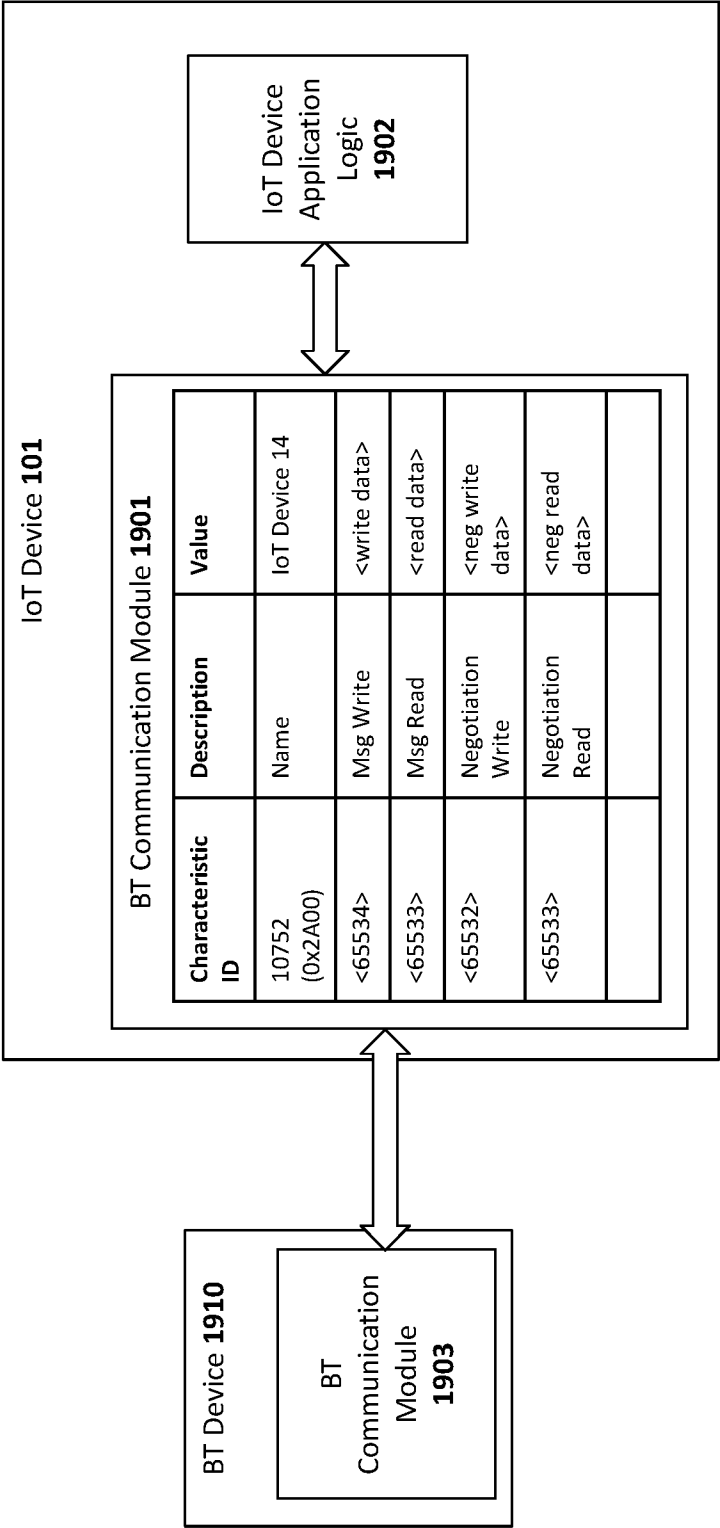 IoT Device 101
BT Communication Module 1901
Characteristic
ID
Description
Value
10752
(0x2A00)
Name
IoT Device 14
<65534>
Msg Write
<write data>
<65533>
Msg Read
<read data>
<65532>
Negotiation
Write
<neg write
data>
<65533>
Negotiation
Read
<neg read
data>
IoT Device
Application
Logic
1902
BT Device 1910
BT
Communication
Module
1903